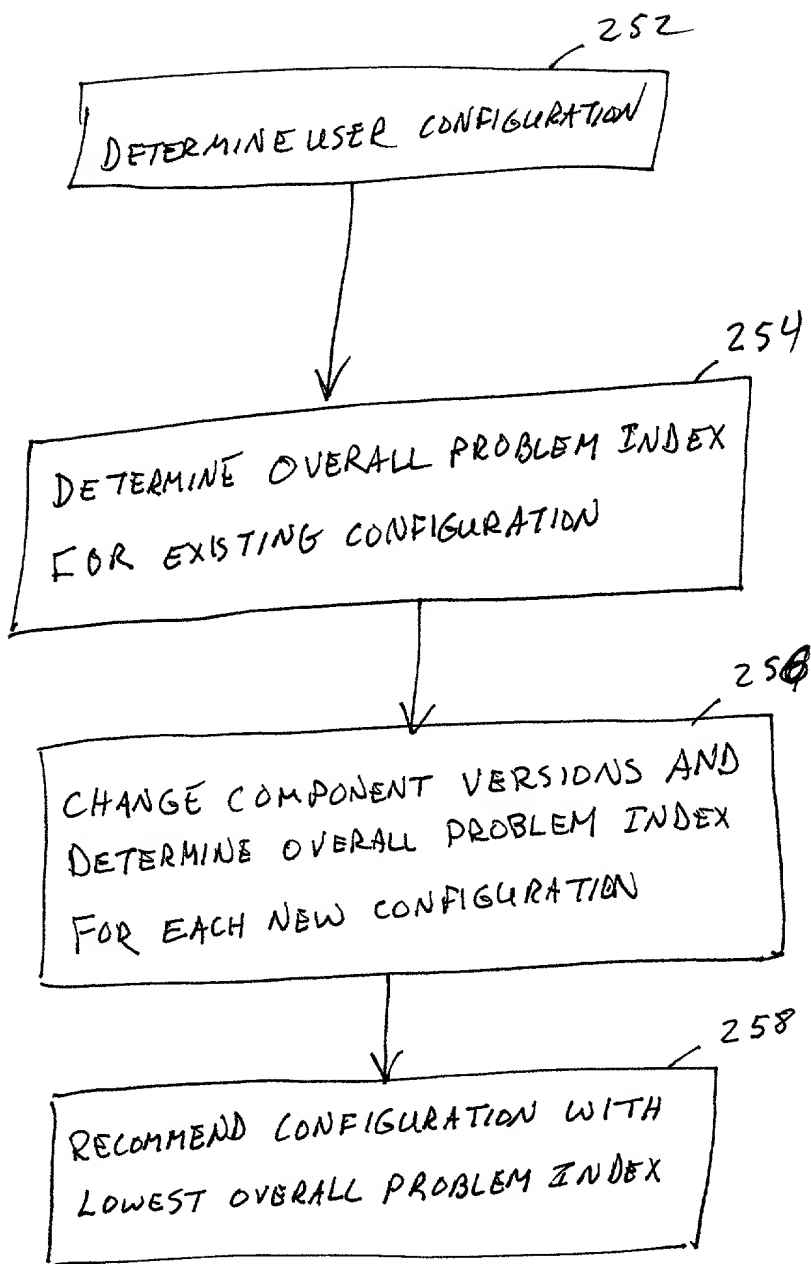 252
DETERMINE USER CONFIGURATION
254
DETERMINE OVERALL PROBLEM INDEX
FOR EXISTING CONFIGURATION
256
CHANGE COMPONENT VERSIONS AND
DETERMINE OVERALL PROBLEM INDEX
FOR EACH NEW CONFIGURATION
258
RECOMMEND CONFIGURATION WITH
LOWEST OVERALL PROBLEM INDEX